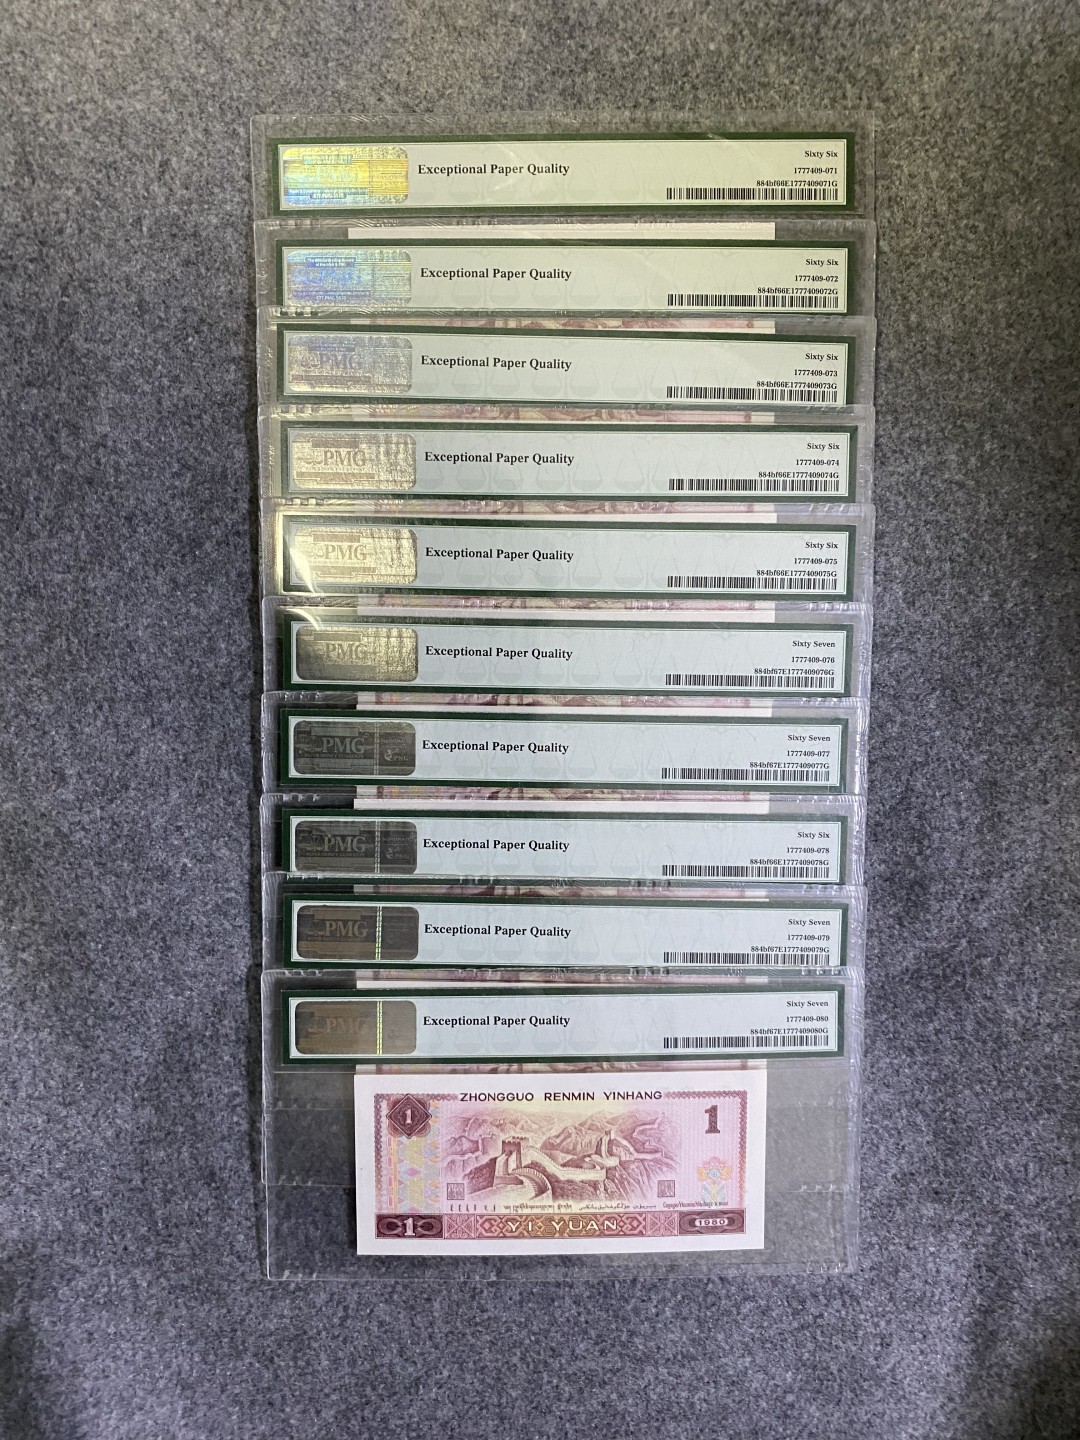 Exceptional Paper Quality
Sixty Six
1777409-071
884bf66E1777409071G
Exceptional Paper Quality
Sixty Six
1777409-072
884bf66E1777409072G
PMG
Exceptional Paper Quality
Sixty Six
1777409-073
884bf66E1777409073G
PMG
Exceptional Paper Quality
Sixty Six
1777409-074
884bf66E1777409074G
PMG
Exceptional Paper Quality
Sixty Six
1777409-075
884bf66E1777409075G
PMG
Exceptional Paper Quality
Sixty Seven
1777409-076
884bf67E1777409076G
PMG
Exceptional Paper Quality
Sixty Seven
1777409-077
884bf67E1777409077G
PMG
Exceptional Paper Quality
Sixty Six
1777409-078
884bf66E1777409078G
PMG
Exceptional Paper Quality
Sixty Seven
1777409-079
884bf67E1777409079G
PMG
Exceptional Paper Quality
Sixty Seven
1777409-080
884bf67E1777409080G
ZHONGGUO RENMIN YINHANG
1
1
1
YI YUAN
1980